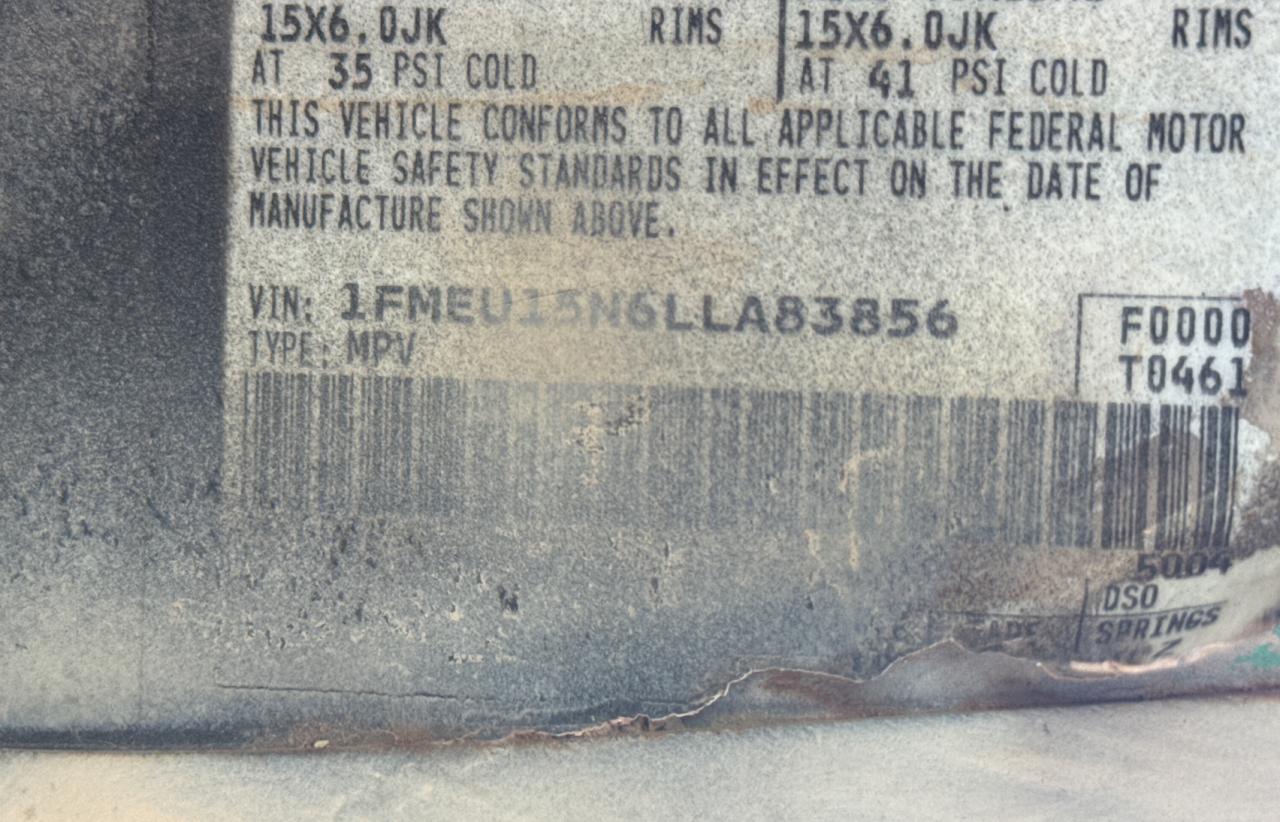 15X6.0JK RIMS 15X6.0JK RIMS
AT 35 PSI COLD AT 41 PSI COLD
THIS VEHICLE CONFORMS TO ALL APPLICABLE FEDERAL MOTOR
VEHICLE SAFETY STANDARDS IN EFFECT ON THE DATE OF
MANUFACTURE SHOWN ABOVE.
VIN: 1FMEU15N6LLA83856
F0000
TYPE: MPV
T0461
5004
DSO
SPRINGS